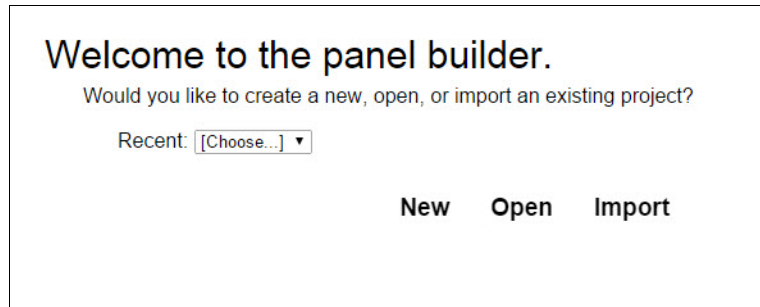 Welcome to the panel builder.
Would you like to create a new, open, or import an existing project?
Recent: [Choose...] ▼
New Open Import